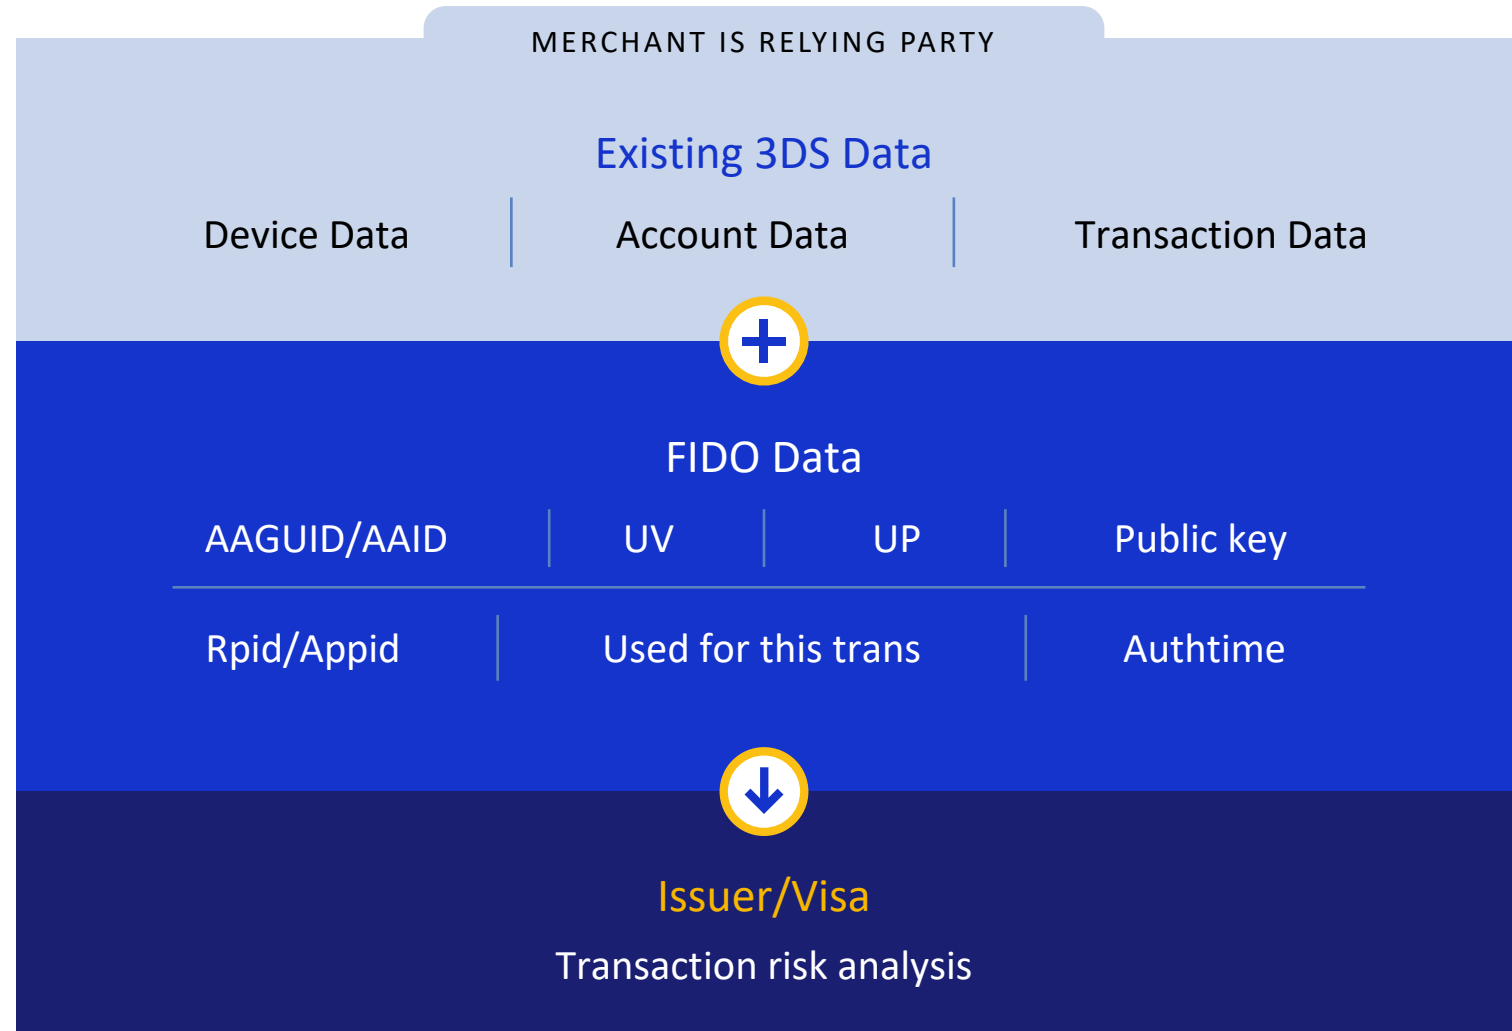 MERCHANT IS RELYING PARTY
Existing 3DS Data
Device Data Account Data Transaction Data
FIDO Data
AAGUID/AAID UV UP Public key
Rpid/Appid Used for this trans Authtime
Issuer/Visa
Transaction risk analysis